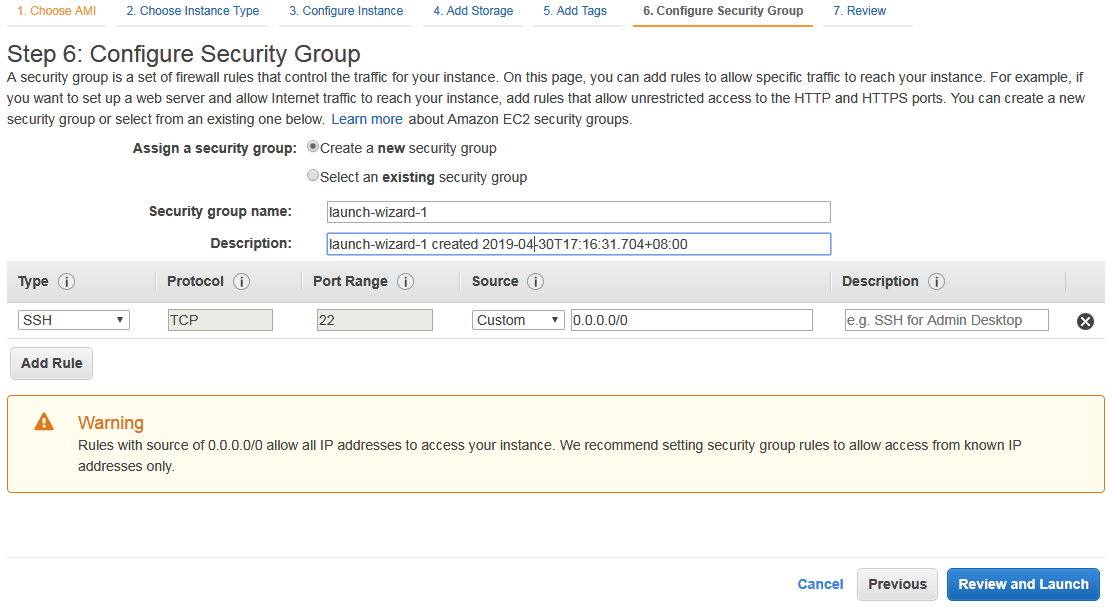 1. Choose AMI 2. Choose Instance Type 3. Configure Instance 4. Add Storage 5. Add Tags 6. Configure Security Group 7. Review
Step 6: Configure Security Group
A security group is a set of firewall rules that control the traffic for your instance. On this page, you can add rules to allow specific traffic to reach your instance. For example, if
you want to set up a web server and allow Internet traffic to reach your instance, add rules that allow unrestricted access to the HTTP and HTTPS ports. You can create a new
security group or select from an existing one below. Learn more about Amazon EC2 security groups.
Assign a security group: Create a new security group
Select an existing security group
Security group name: launch-wizard-1
Description: launch-wizard-1 created 2019-04-30T17:16:31.704+08:00
Type i Protocol i Port Range i Source i Description i
SSH TCP 22 Custom 0.0.0.0/0 e.g. SSH for Admin Desktop
Add Rule
Warning
Rules with source of 0.0.0.0/0 allow all IP addresses to access your instance. We recommend setting security group rules to allow access from known IP
addresses only.
Cancel Previous Review and Launch